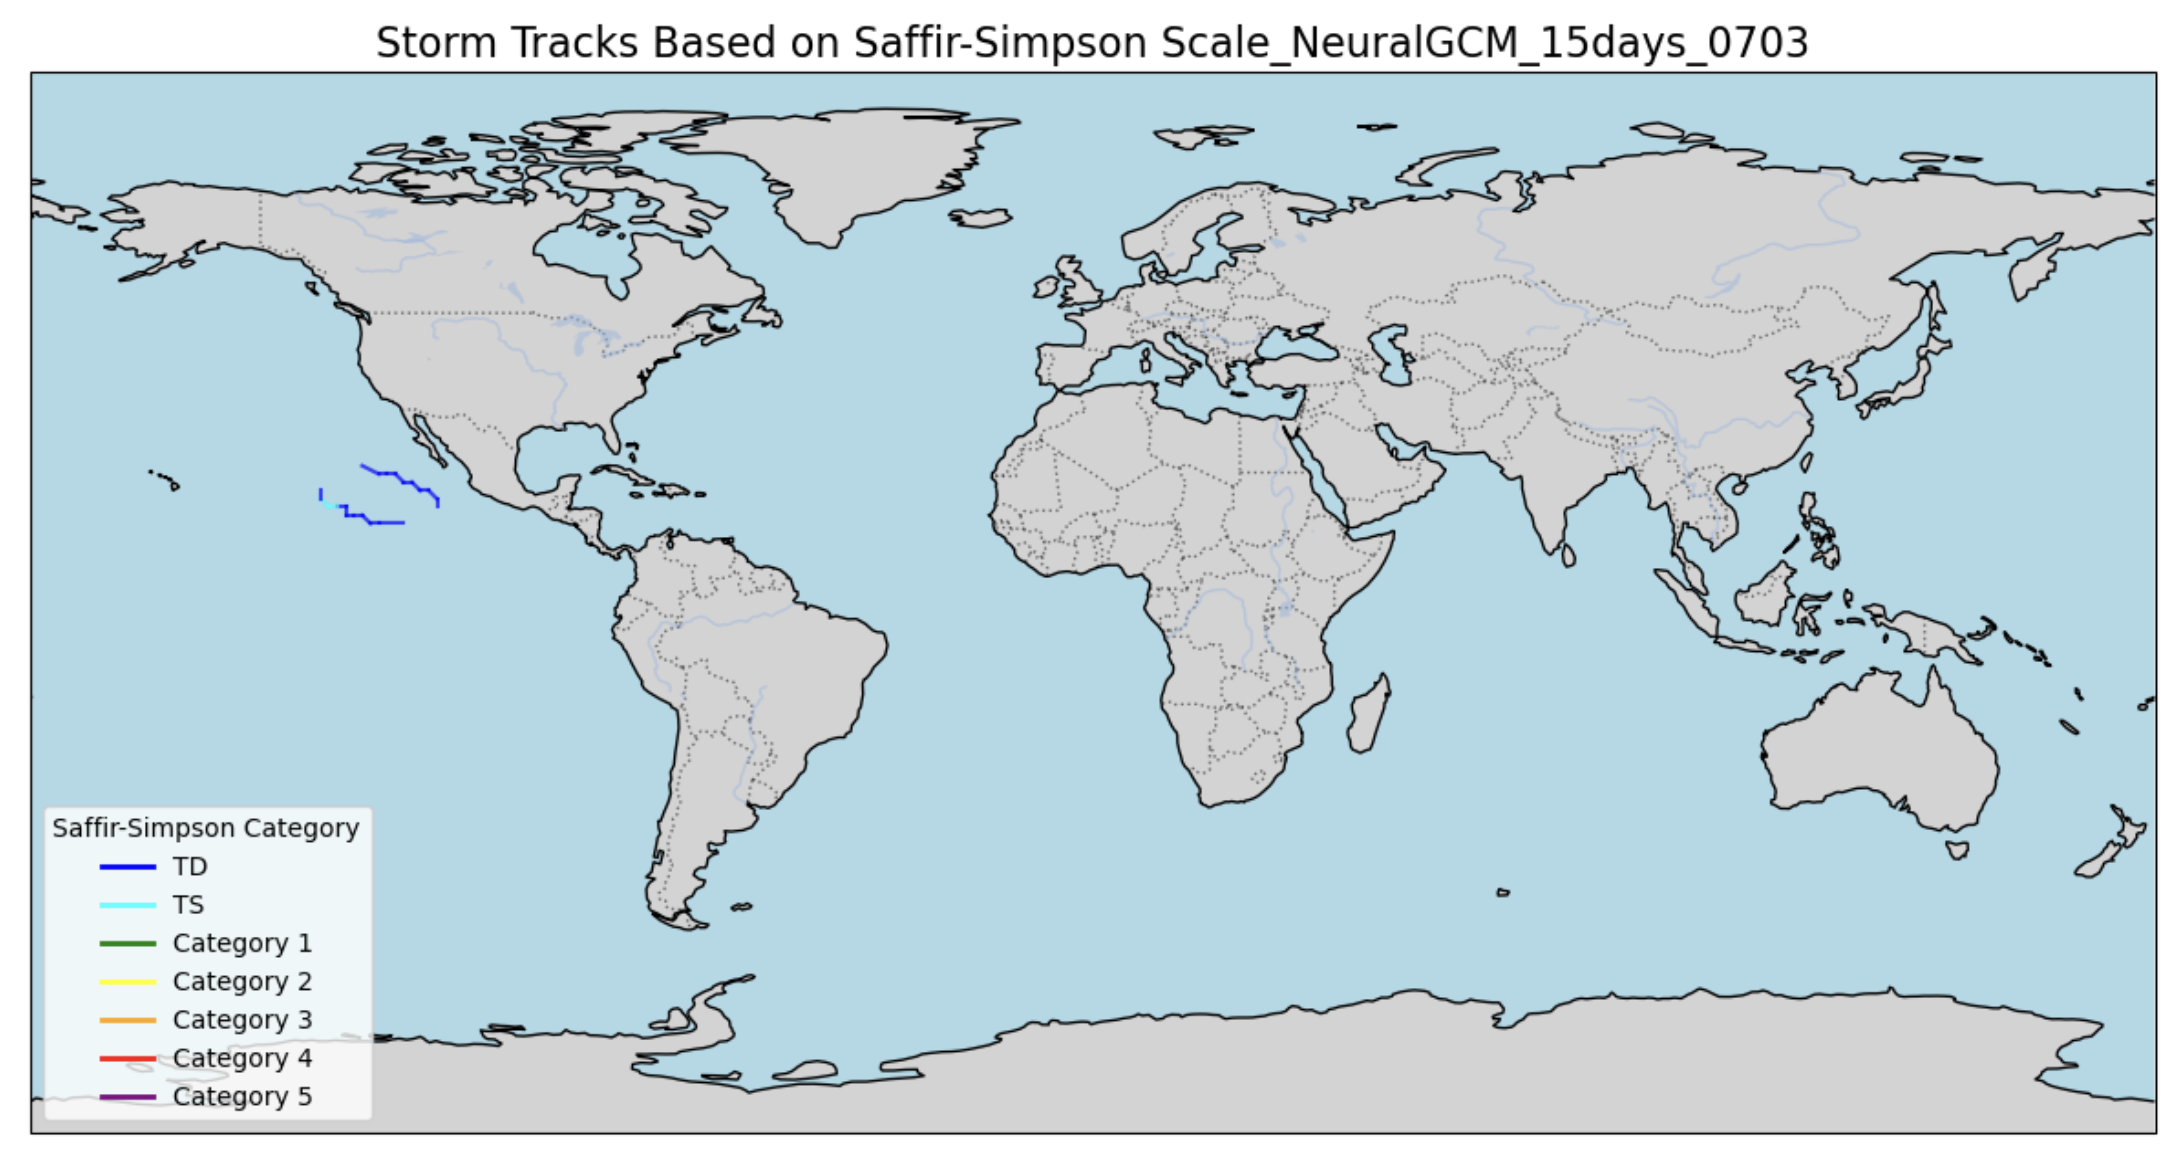 Storm Tracks Based on Saffir-Simpson Scale_NeuralGCM_15days_0703
Saffir-Simpson Category
TD
TS
Category 1
Category 2
Category 3
Category 4
Category 5